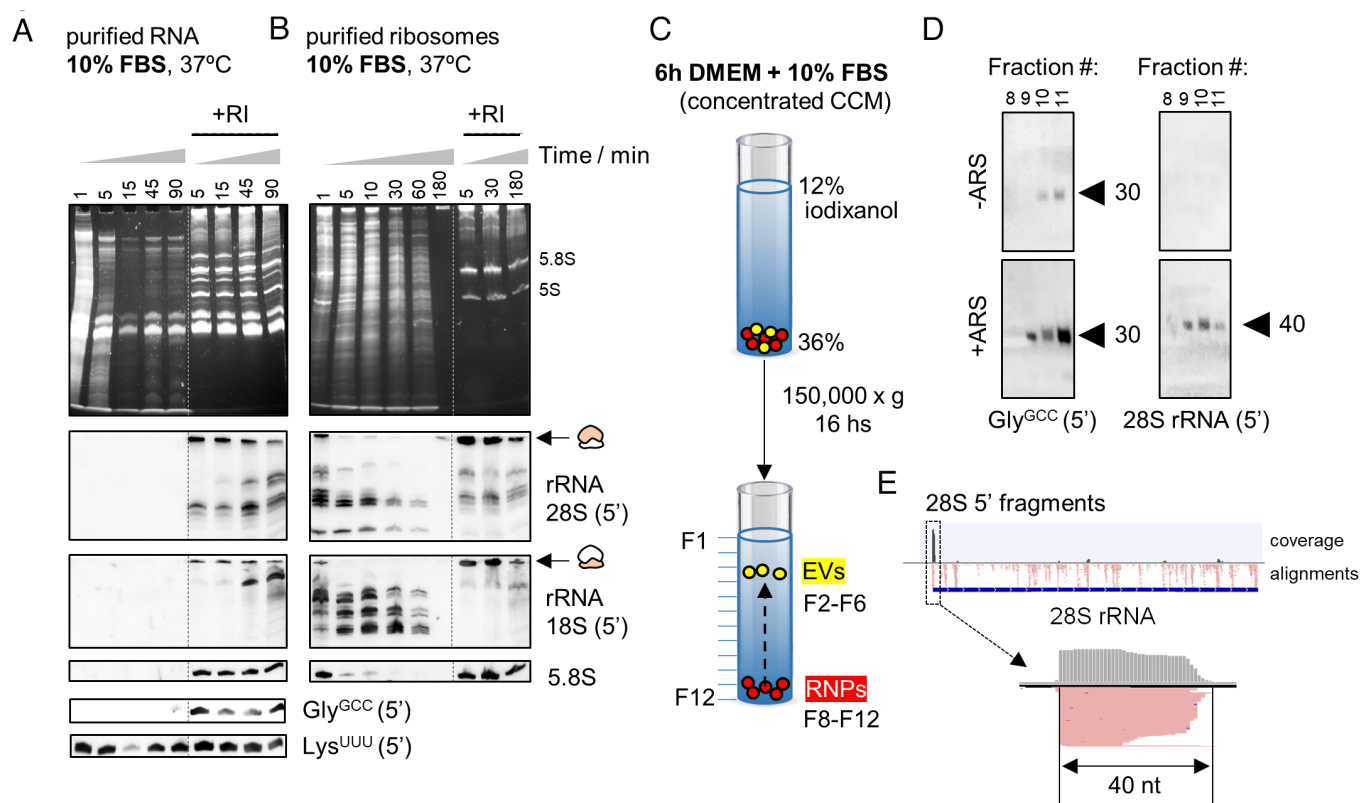 A
purified RNA
10% FBS, 37ºC
+RI
1 5 15 45 90 5 15 45 90
B
purified ribosomes
10% FBS, 37ºC
+RI
Time / min
1 5 10 30 60 180 5 30 180
5.8S
5S
rRNA
28S (5’)
rRNA
18S (5’)
5.8S
GlyGCC (5’)
LysUUU (5’)
C
6h DMEM + 10% FBS
(concentrated CCM)
12%
iodixanol
36%
150,000 x g
16 hs
F1
EVs
F2-F6
RNPs
F12
F8-F12
D
Fraction #:
Fraction #:
8 9 10 11
8 9 10 11
-ARS
30
+ARS
30
40
GlyGCC (5’)
28S rRNA (5’)
E
28S 5’ fragments
coverage
alignments
28S rRNA
40 nt